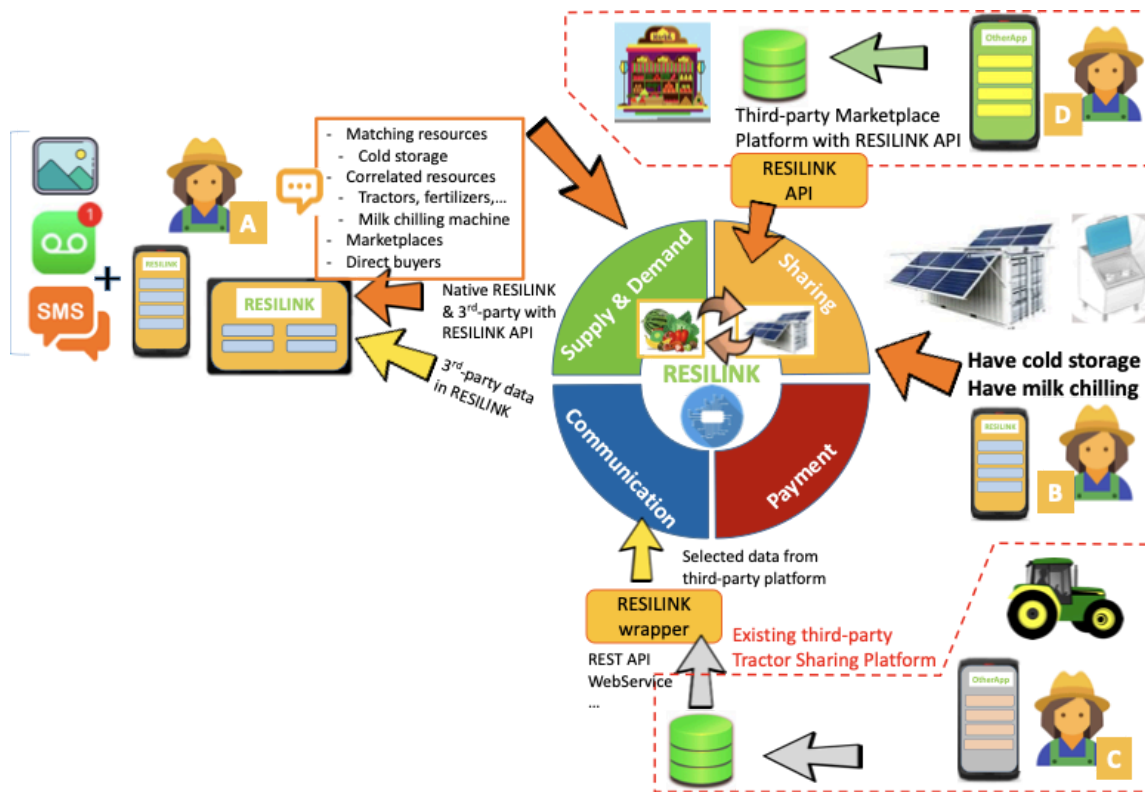 OtherApp
D
Third-party Marketplace
Platform with RESILINK API
RESILINK
API
- Matching resources
- Cold storage
- Correlated resources
- Tractors, fertilizers,...
- Milk chilling machine
- Marketplaces
- Direct buyers
A
1
+
SMS
RESILINK
RESILINK
Native RESILINK
& 3rd-party with
RESILINK API
3rd-party data
in RESILINK
Supply & Demand
Sharing
RESILINK
Communication
Payment
Have cold storage
Have milk chilling
RESILINK
B
Selected data from
third-party platform
RESILINK
wrapper
REST API
WebService
...
Existing third-party
Tractor Sharing Platform
OtherApp
C